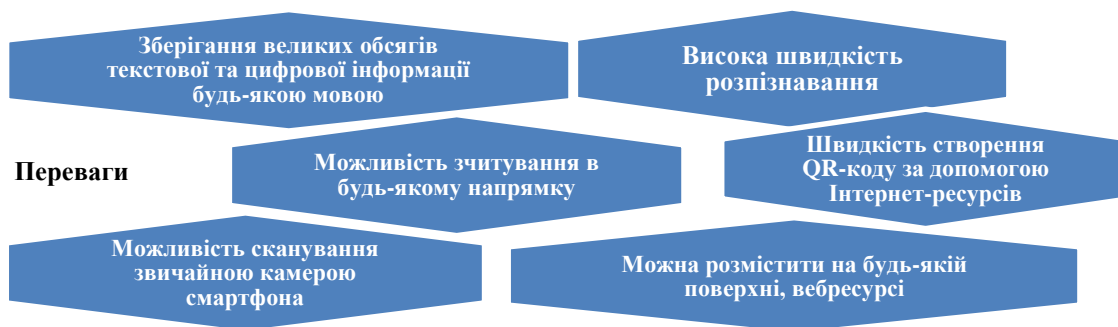 Зберігання великих обсягів
текстової та цифрової інформації
будь-якою мовою
Висока швидкість
розпізнавання
Переваги
Можливість зчитування в
будь-якому напрямку
Швидкість створення
QR-коду за допомогою
Інтернет-ресурсів
Можливість сканування
звичайною камерою
смартфона
Можна розмістити на будь-якій
поверхні, вебресурсі